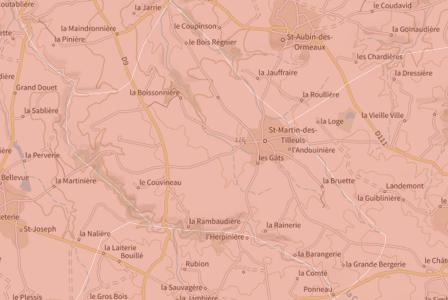 la Jarrie
le Coudavid
le Coupinson
la Maindronnière
la Goinaudière
le Bois Régnier
St-Aubin-des-
Ormeaux
la Pinière
les Chardières
D9
la Jauffraire
la Dressière
Grand Douet
la Boissonnière
la Roullière
la Sablière
la Loge
la Vieille Ville
St-Martin-des-
Tilleuls
D111
l'Andouinière
la Perverie
les Gâts
Bellevue
la Martinière
le Couvineau
la Bruette
Landemont
la Guiblinière
la Rambaudière
St-Joseph
la Nalière
l'Herpinière
la Rainerie
la Laiterie
Bouillé
la Barangerie
Rubion
la Grande Bergerie
la Comté
la Sauvagère
Ponneau
le Plessis
le Gros Bois